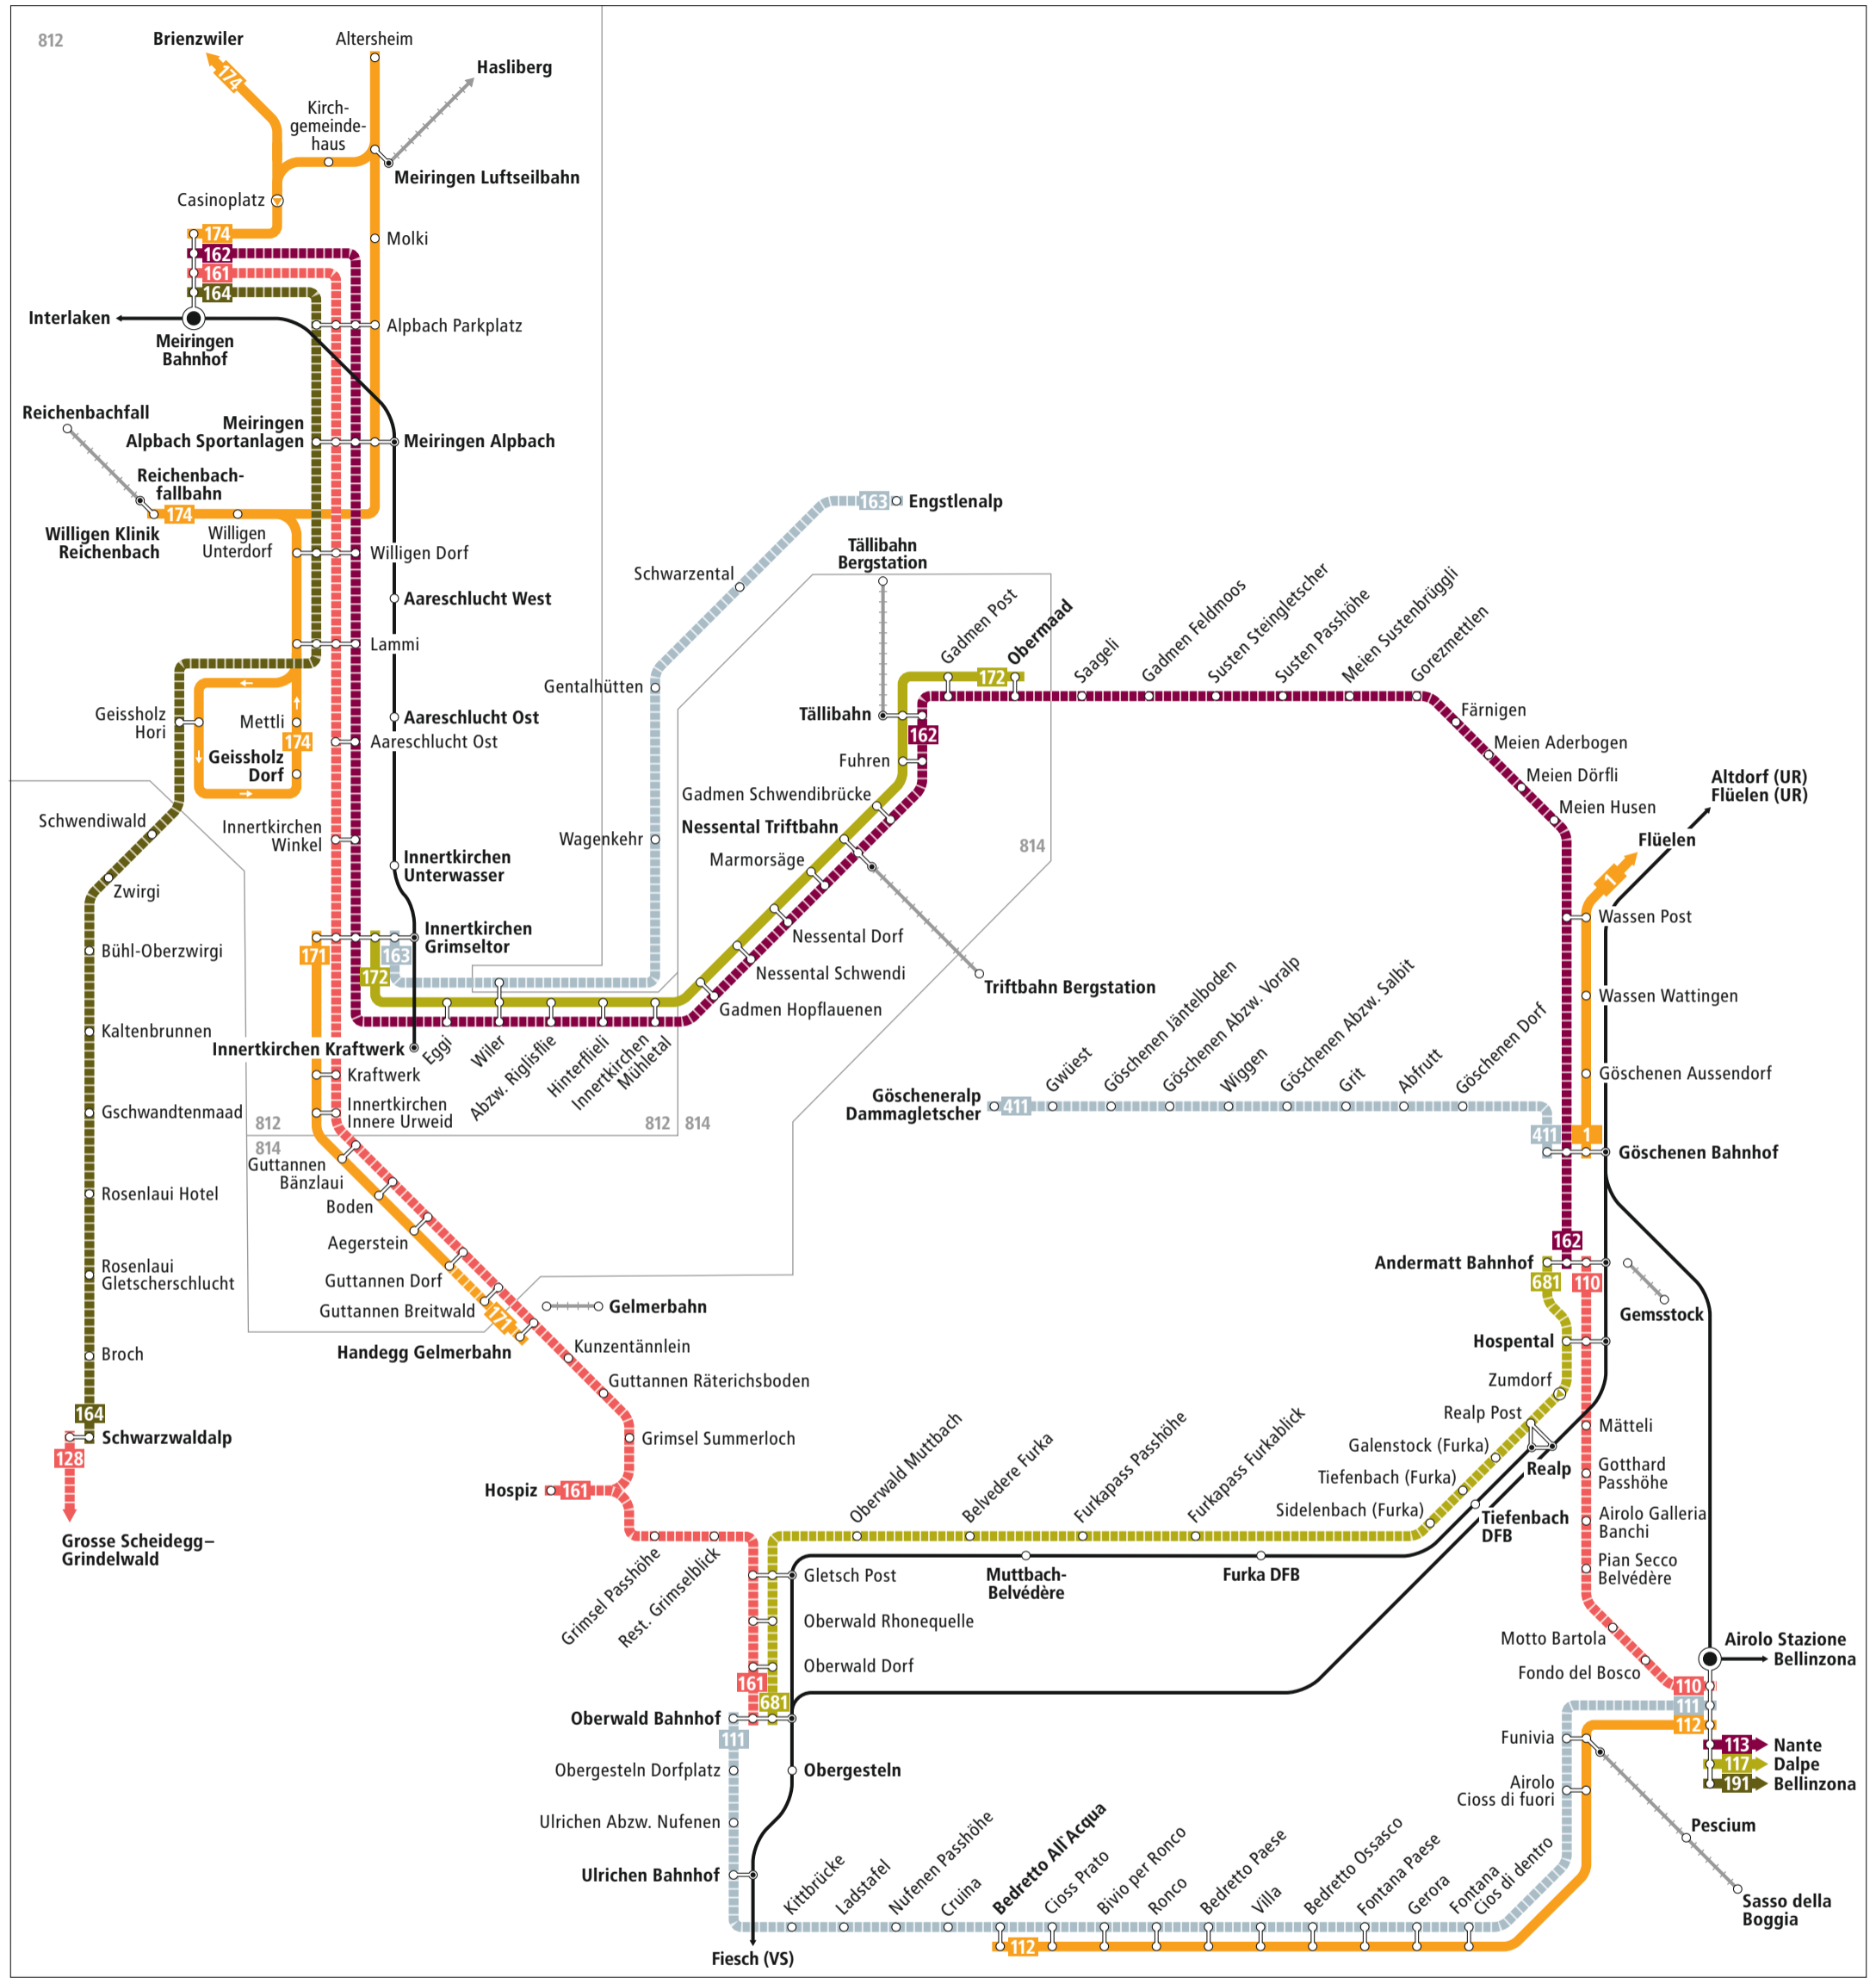 812
Brienzwiler
174
Altersheim
Hasliberg
Kirch-
gemeinde-
haus
Meiringen Luftseilbahn
Casinoplatz
174
162
161
164
Molki
Interlaken
Meiringen
Bahnhof
Alpbach Parkplatz
Reichenbachfall
Meiringen
Alpbach Sportanlagen
Meiringen Alpbach
Reichenbach-
fallbahn
174
Willigen Klinik
Reichenbach
Willigen
Unterdorf
Willigen Dorf
Aareschlucht West
Lammi
Geissholz
Hori
Mettli
174
Geissholz
Dorf
Aareschlucht Ost
Aareschlucht Ost
Schwendiwald
Innertkirchen
Winkel
Innertkirchen
Unterwasser
Zwirgi
Bühl-Oberzwirgi
171
172
163
Innertkirchen
Grimseltor
Kaltenbrunnen
Innertkirchen Kraftwerk
Kraftwerk
Gschwandtenmaad
Innertkirchen
Innere Urweid
812
814
812
814
Eggi
Wiler
Abzw. Riglisflie
Hinterflieli
Innertkirchen
Mühletal
163
Engstlenalp
Schwarzental
Gentalhütten
Wagenkehr
Tällibahn
Bergstation
Gadmen Post
Obermaad
172
Tällibahn
162
Fuhren
Gadmen Schwendibrücke
Nessental Triftbahn
Marmorsäge
Nessental Dorf
Nessental Schwendi
Gadmen Hopflauenen
Triftbahn Bergstation
814
Saageli
Gadmen Feldmoos
Susten Steingletscher
Susten Passhöhe
Meien Sustenbrüggli
Gorezmettlen
Färnigen
Meien Aderbogen
Meien Dörfli
Meien Husen
Altdorf (UR)
Flüelen (UR)
Flüelen
1
Wassen Post
Wassen Wattingen
Göschenen Aussendorf
Göscheneralp
Dammagletscher
411
Gwüest
Göschenen Jäntelboden
Göschenen Abzw. Voralp
Wiggen
Göschenen Abzw. Salbit
Grit
Abfrutt
Göschenen Dorf
411
1
Göschenen Bahnhof
Guttannen
Bänzlaui
Boden
Aegerstein
Guttannen Dorf
Guttannen Breitwald
171
Handegg Gelmerbahn
Gelmerbahn
Kunzentännlein
Guttannen Räterichsboden
Grimsel Summerloch
Hospiz
161
Grimsel Passhöhe
Rest. Grimselblick
Rosenlaui Hotel
Rosenlaui
Gletscherschlucht
Broch
164
Schwarzwaldalp
128
Grosse Scheidegg–
Grindelwald
162
Andermatt Bahnhof
681
110
Gemsstock
Hospental
Zumdorf
Realp Post
Galenstock (Furka)
Tiefenbach (Furka)
Sidelenbach (Furka)
Realp
Tiefenbach
DFB
Mätteli
Gotthard
Passhöhe
Airolo Galleria
Banchi
Pian Secco
Belvédère
Motto Bartola
Fondo del Bosco
Oberwald Muttbach
Belvedere Furka
Furkapass Passhöhe
Furkapass Furkablick
Muttbach-
Belvédère
Furka DFB
Gletsch Post
Oberwald Rhonequelle
Oberwald Dorf
161
681
Oberwald Bahnhof
111
Obergesteln Dorfplatz
Obergesteln
Ulrichen Abzw. Nufenen
Ulrichen Bahnhof
Fiesch (VS)
Kittbrücke
Ladstafel
Nufenen Passhöhe
Cruina
Bedretto All'Acqua
112
Cioss Prato
Bivio per Ronco
Ronco
Bedretto Paese
Villa
Bedretto Ossasco
Fontana Paese
Gerora
Fontana
Cios di dentro
Airolo Stazione
Bellinzona
110
111
112
113
Nante
117
Dalpe
191
Bellinzona
Funivia
Airolo
Cioss di fuori
Pescium
Sasso della
Boggia